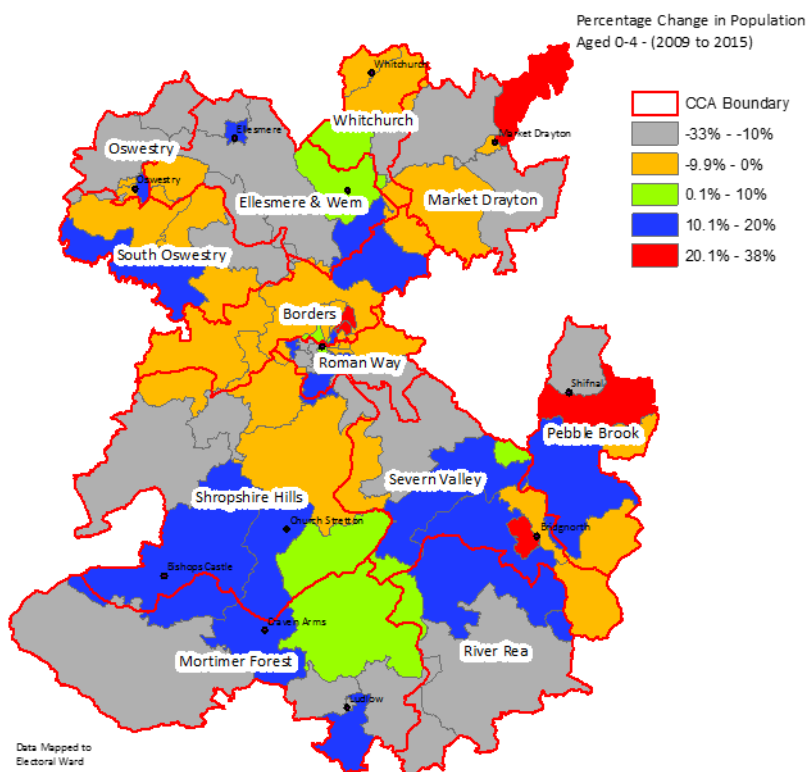 Percentage Change in Population
Aged 0-4 - (2009 to 2015)
CCA Boundary
-33% - -10%
-9.9% - 0%
0.1% - 10%
10.1% - 20%
20.1% - 38%
Whitchurch
Whitchurch
Ellesmere
Market Drayton
Oswestry
Oswestry
Ellesmere & Wem
Market Drayton
South Oswestry
Borders
Roman Way
Shifnal
Pebble Brook
Severn Valley
Shropshire Hills
Church Stretton
Bridgnorth
Bishops Castle
Craven Arms
Mortimer Forest
River Rea
Ludlow
Data Mapped to
Electoral Ward